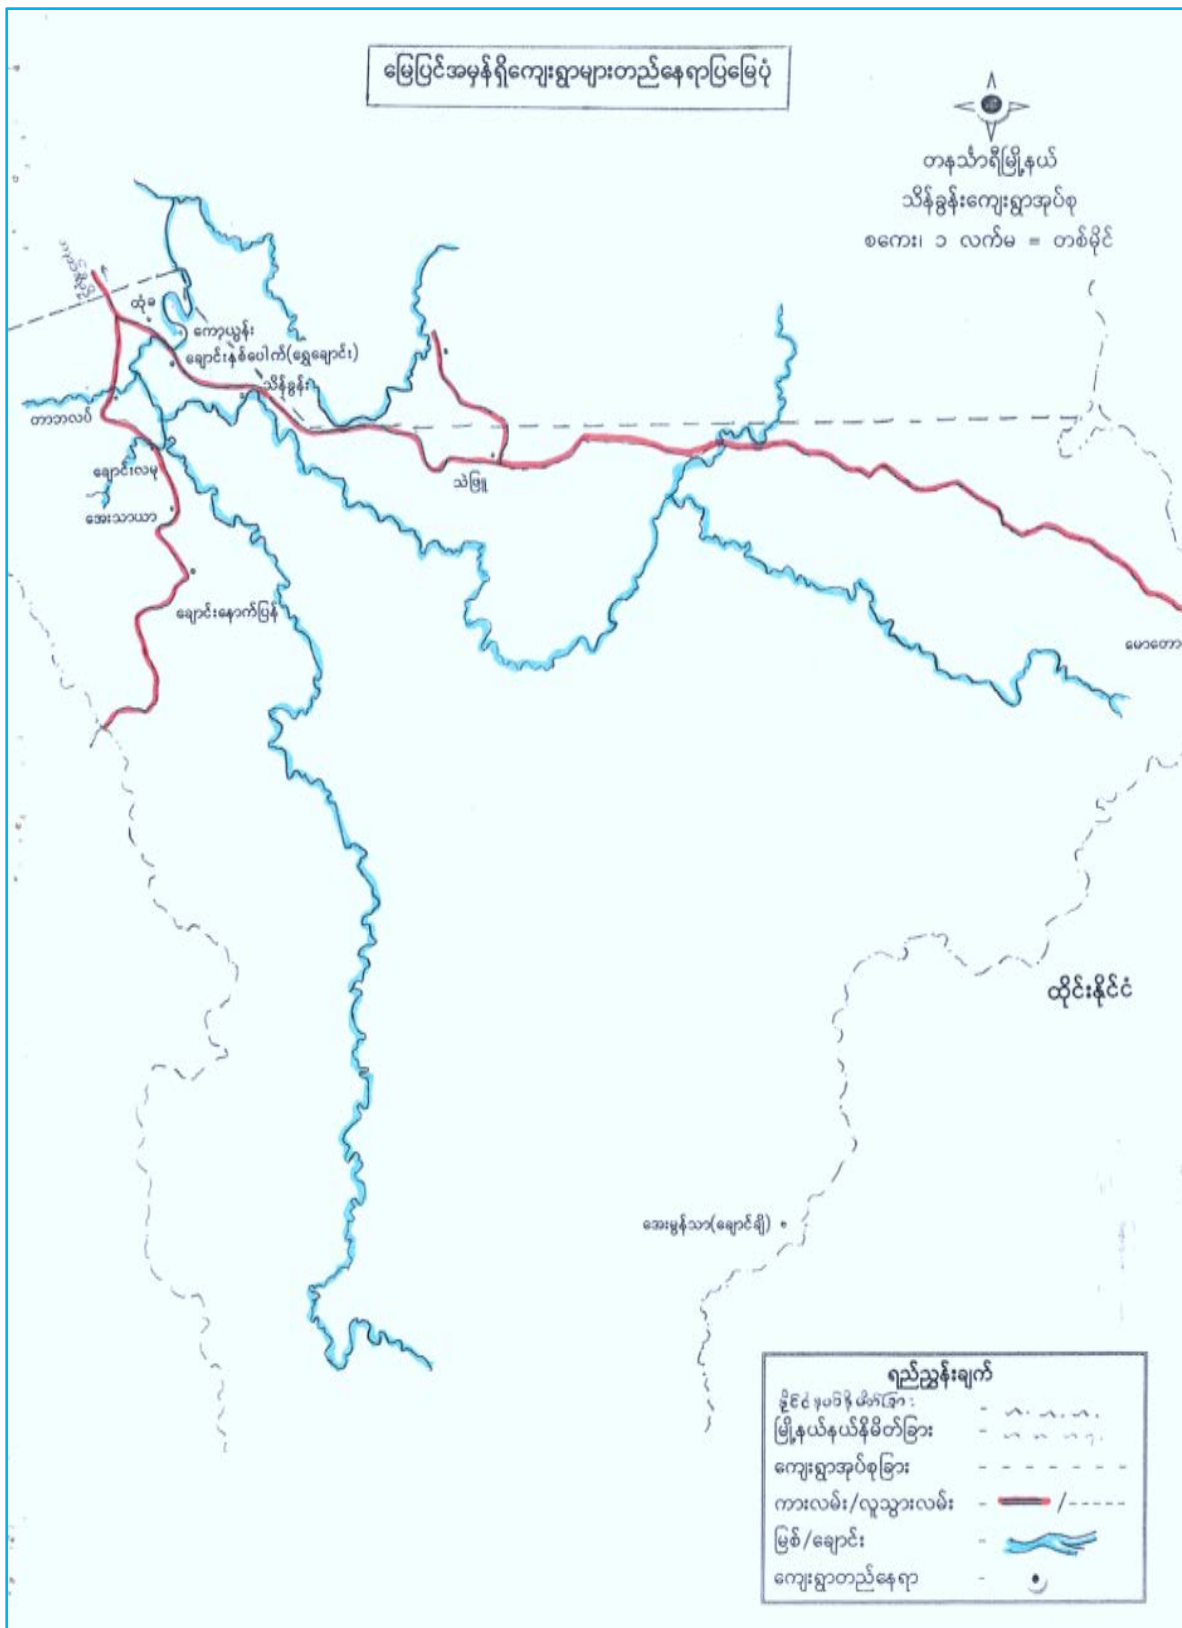 မြေပြင်အမှန်ရှိကျေးရွာများတည်နေရာပြမြေပုံ
တနင်္သာရီမြို့နယ်
သိန်ခွန်းကျေးရွာအုပ်စု
စကေး၊ ၁ လက်မ = တစ်မိုင်
ထုံခ
ကော့ယွန်း
ချောင်းနှစ်ပေါက်(ရွှေချောင်း)
သိန်ခွန်း
တာဘလပ်
ချောင်းလမု
သဲဖြူ
အေးသာယာ
ချောင်းနောက်ပြန်
မောတော
ထိုင်းနိုင်ငံ
အေးမွန်သာ(ချောင်ချို)
ရည်ညွှန်းချက်
မြို့နယ်နယ်နိမိတ်ခြား
ကျေးရွာအုပ်စုခြား
ကားလမ်း/လူသွားလမ်း
မြစ်/ချောင်း
ကျေးရွာတည်နေရာ